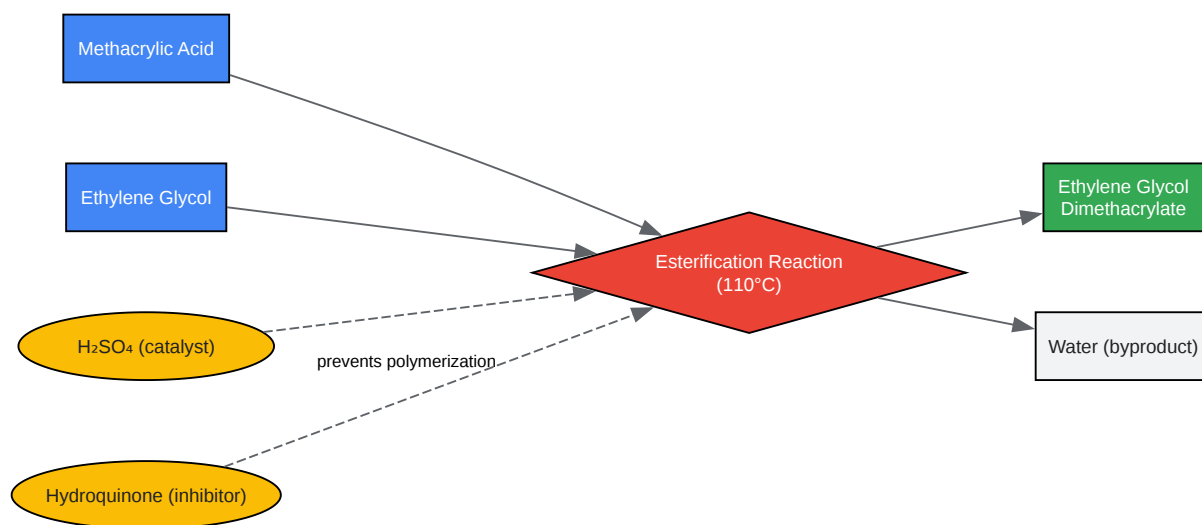 Methacrylic Acid
Ethylene Glycol
H₂SO₄ (catalyst)
Hydroquinone (inhibitor)
prevents polymerization
Esterification Reaction
(110°C)
Ethylene Glycol
Dimethacrylate
Water (byproduct)